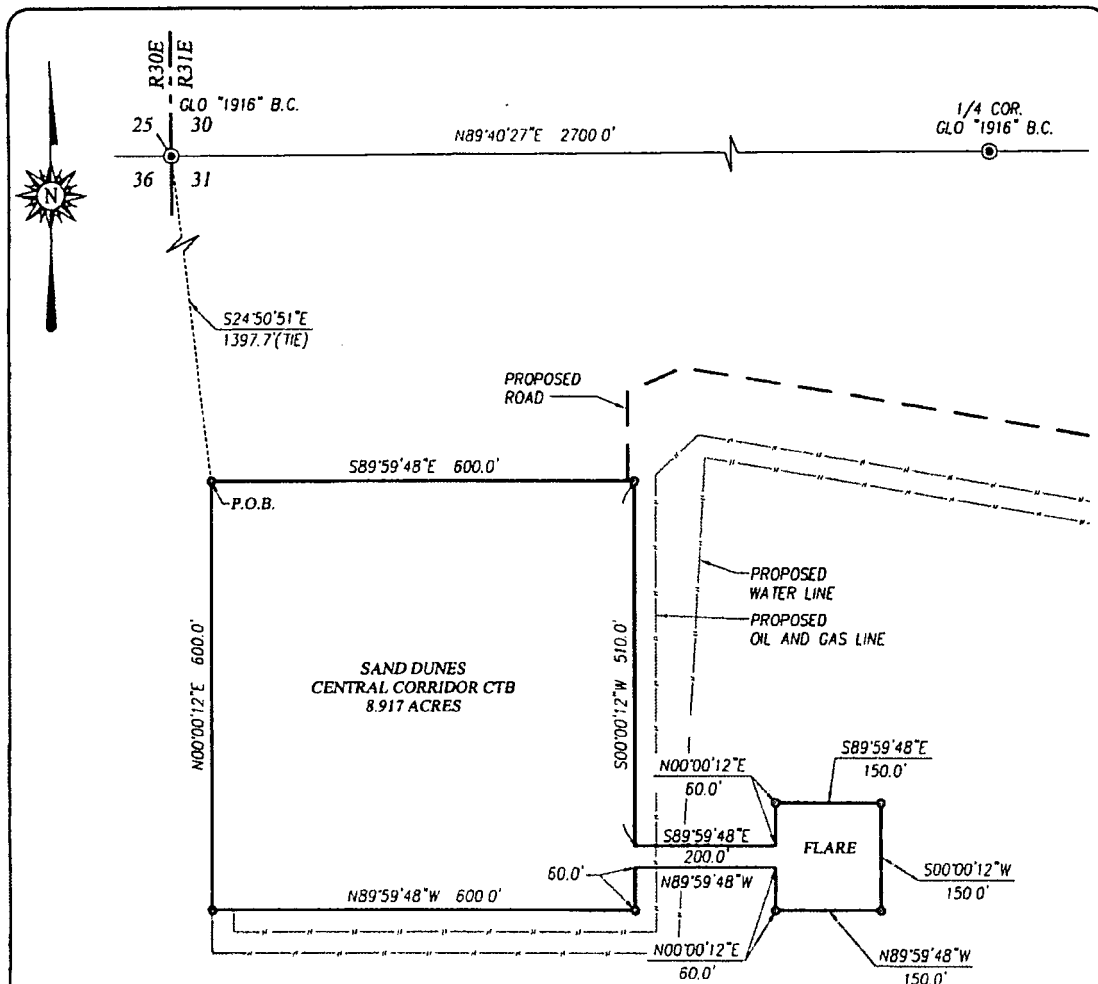 R30E
R31E
GLO "1916" B.C.
25 30
36 31
N89°40'27"E 2700.0'
1/4 COR.
GLO "1916" B.C.
N
S24°50'51"E
1397.7'(TIE)
PROPOSED
ROAD
S89°59'48"E 600.0'
P.O.B.
PROPOSED
WATER LINE
PROPOSED
OIL AND GAS LINE
N00°00'12"E 600.0'
SAND DUNES
CENTRAL CORRIDOR CTB
8.917 ACRES
S00°00'12"W 510.0'
N00°00'12"E
60.0'
S89°59'48"E
150.0'
S89°59'48"E
200.0'
N89°59'48"W
FLARE
S00°00'12"W
150.0'
60.0'
N89°59'48"W 600.0'
N00°00'12"E
60.0'
N89°59'48"W
150.0'